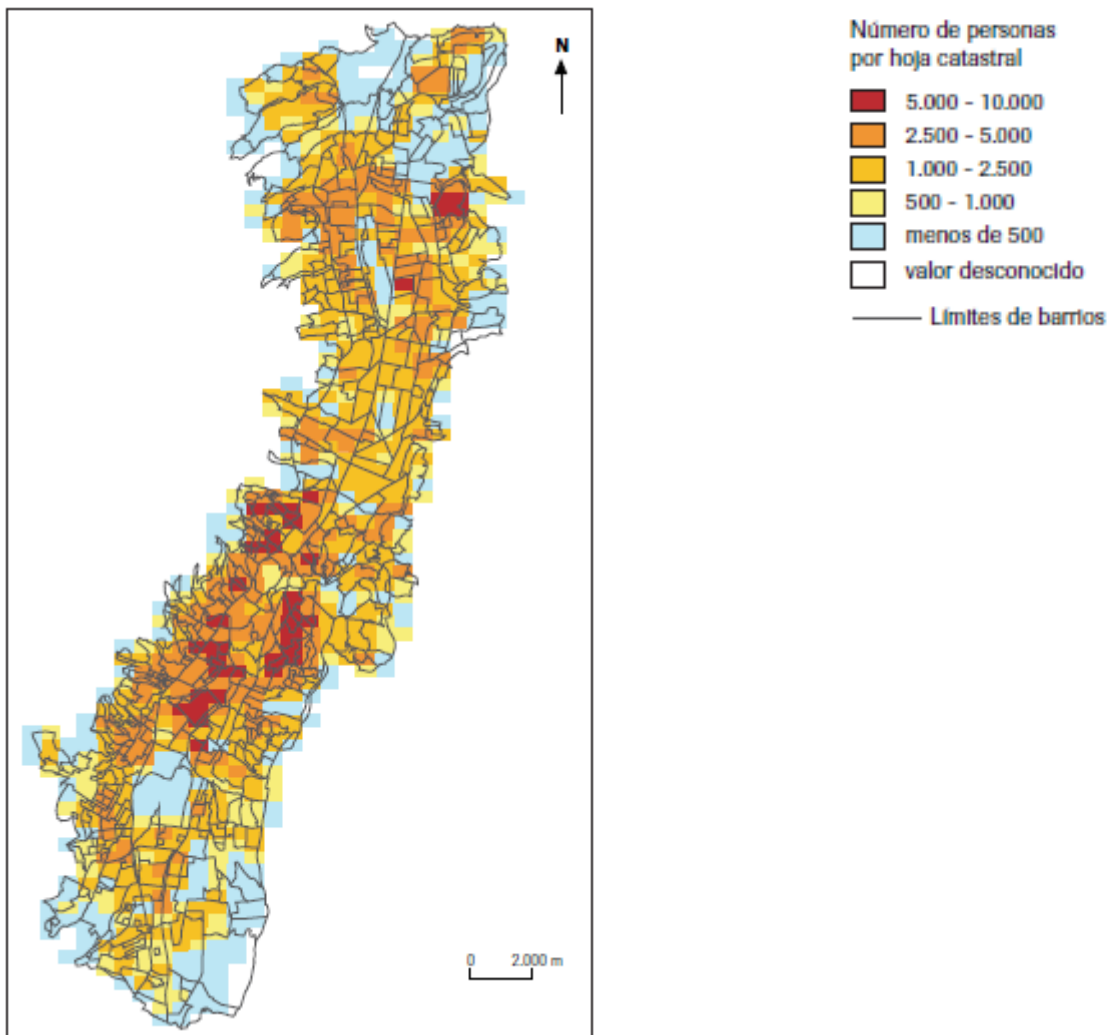 N
0 2.000 m
Número de personas
por hoja catastral
5.000 - 10.000
2.500 - 5.000
1.000 - 2.500
500 - 1.000
menos de 500
valor desconocido
Límites de barrios